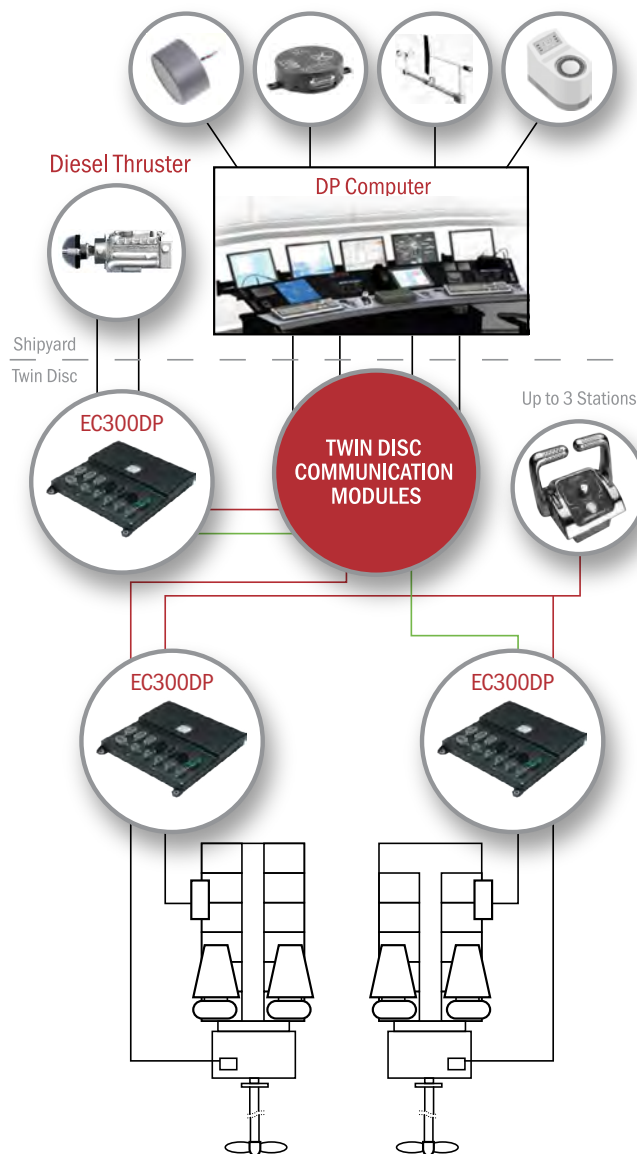 Diesel Thruster
DP Computer
Shipyard
Twin Disc
EC300DP
Up to 3 Stations
TWIN DISC
COMMUNICATION
MODULES
EC300DP
EC300DP